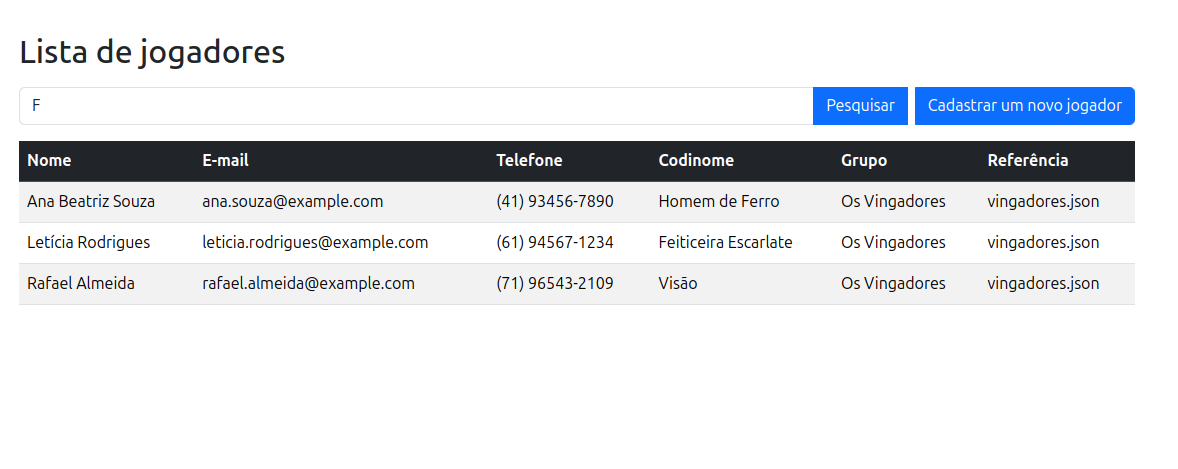 Lista de jogadores
F Pesquisar Cadastrar um novo jogador
Nome E-mail Telefone Codinome Grupo Referência
Ana Beatriz Souza ana.souza@example.com (41) 93456-7890 Homem de Ferro Os Vingadores vingadores.json
Letícia Rodrigues leticia.rodrigues@example.com (61) 94567-1234 Feiticeira Escarlate Os Vingadores vingadores.json
Rafael Almeida rafael.almeida@example.com (71) 96543-2109 Visão Os Vingadores vingadores.json